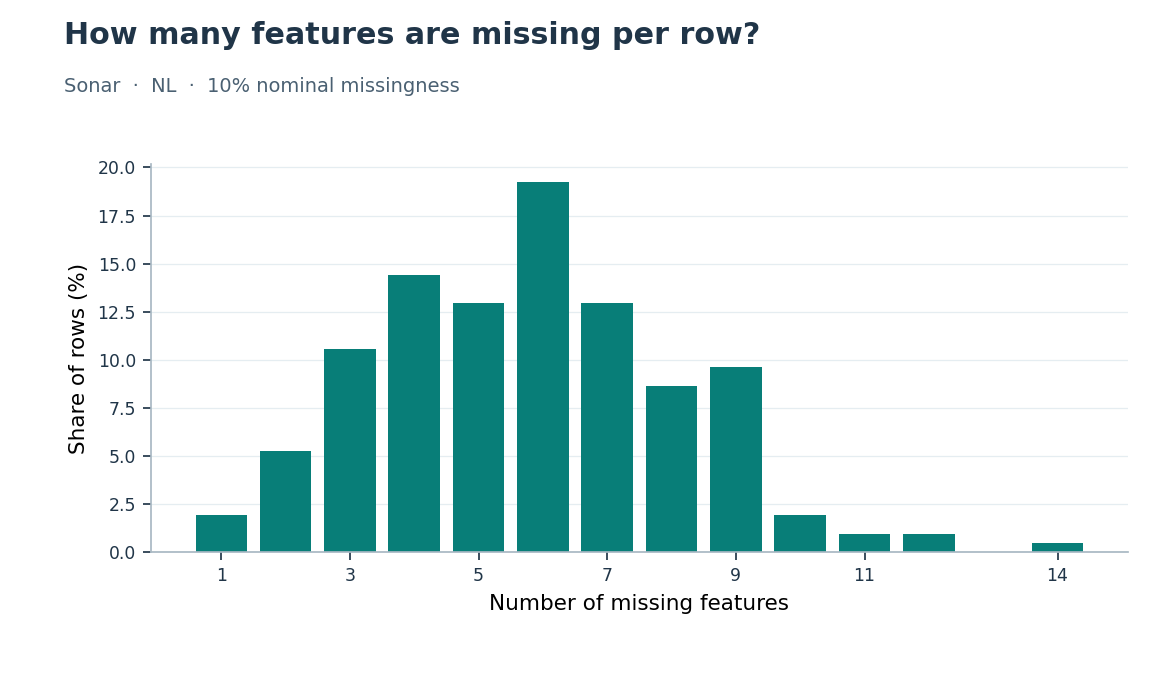 How many features are missing per row?
Sonar · NL · 10% nominal missingness
20.0
17.5
15.0
12.5
10.0
7.5
5.0
2.5
0.0
Share of rows (%)
1 3 5 7 9 11 14
Number of missing features